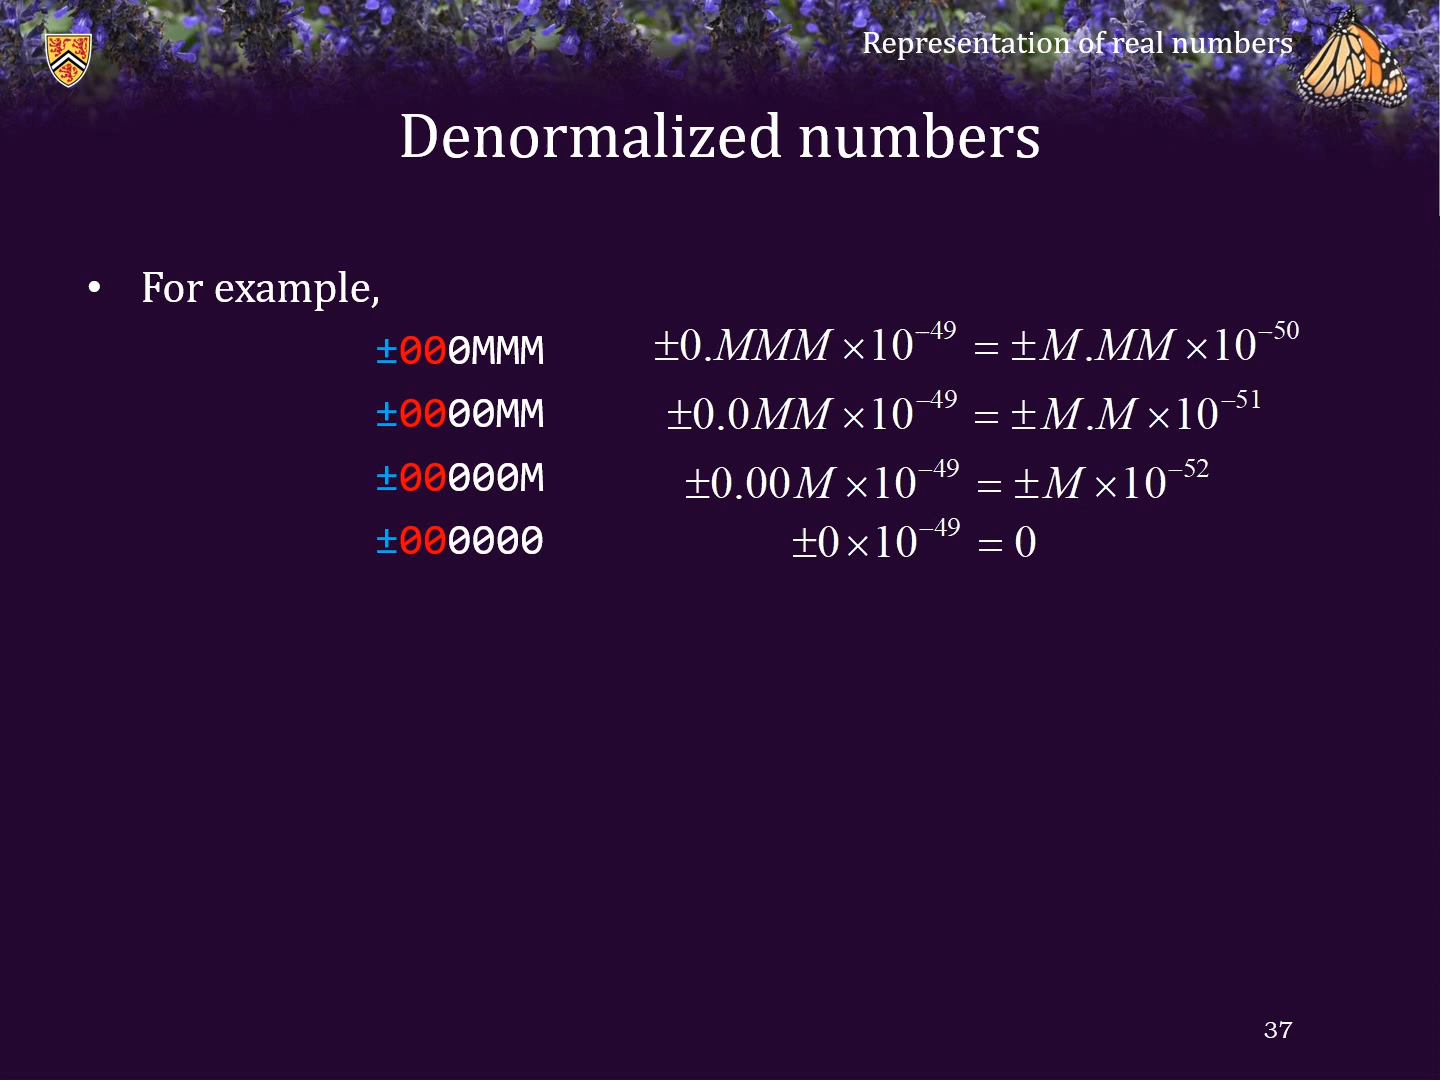 Representation of real numbers
Denormalized numbers
• For example,
±000MMM ±0.MMM×10⁻⁴⁹ = ±M.MM×10⁻⁵⁰
±0000MM ±0.0MM×10⁻⁴⁹ = ±M.M×10⁻⁵¹
±00000M ±0.00M×10⁻⁴⁹ = ±M×10⁻⁵²
±000000 ±0×10⁻⁴⁹ = 0
37